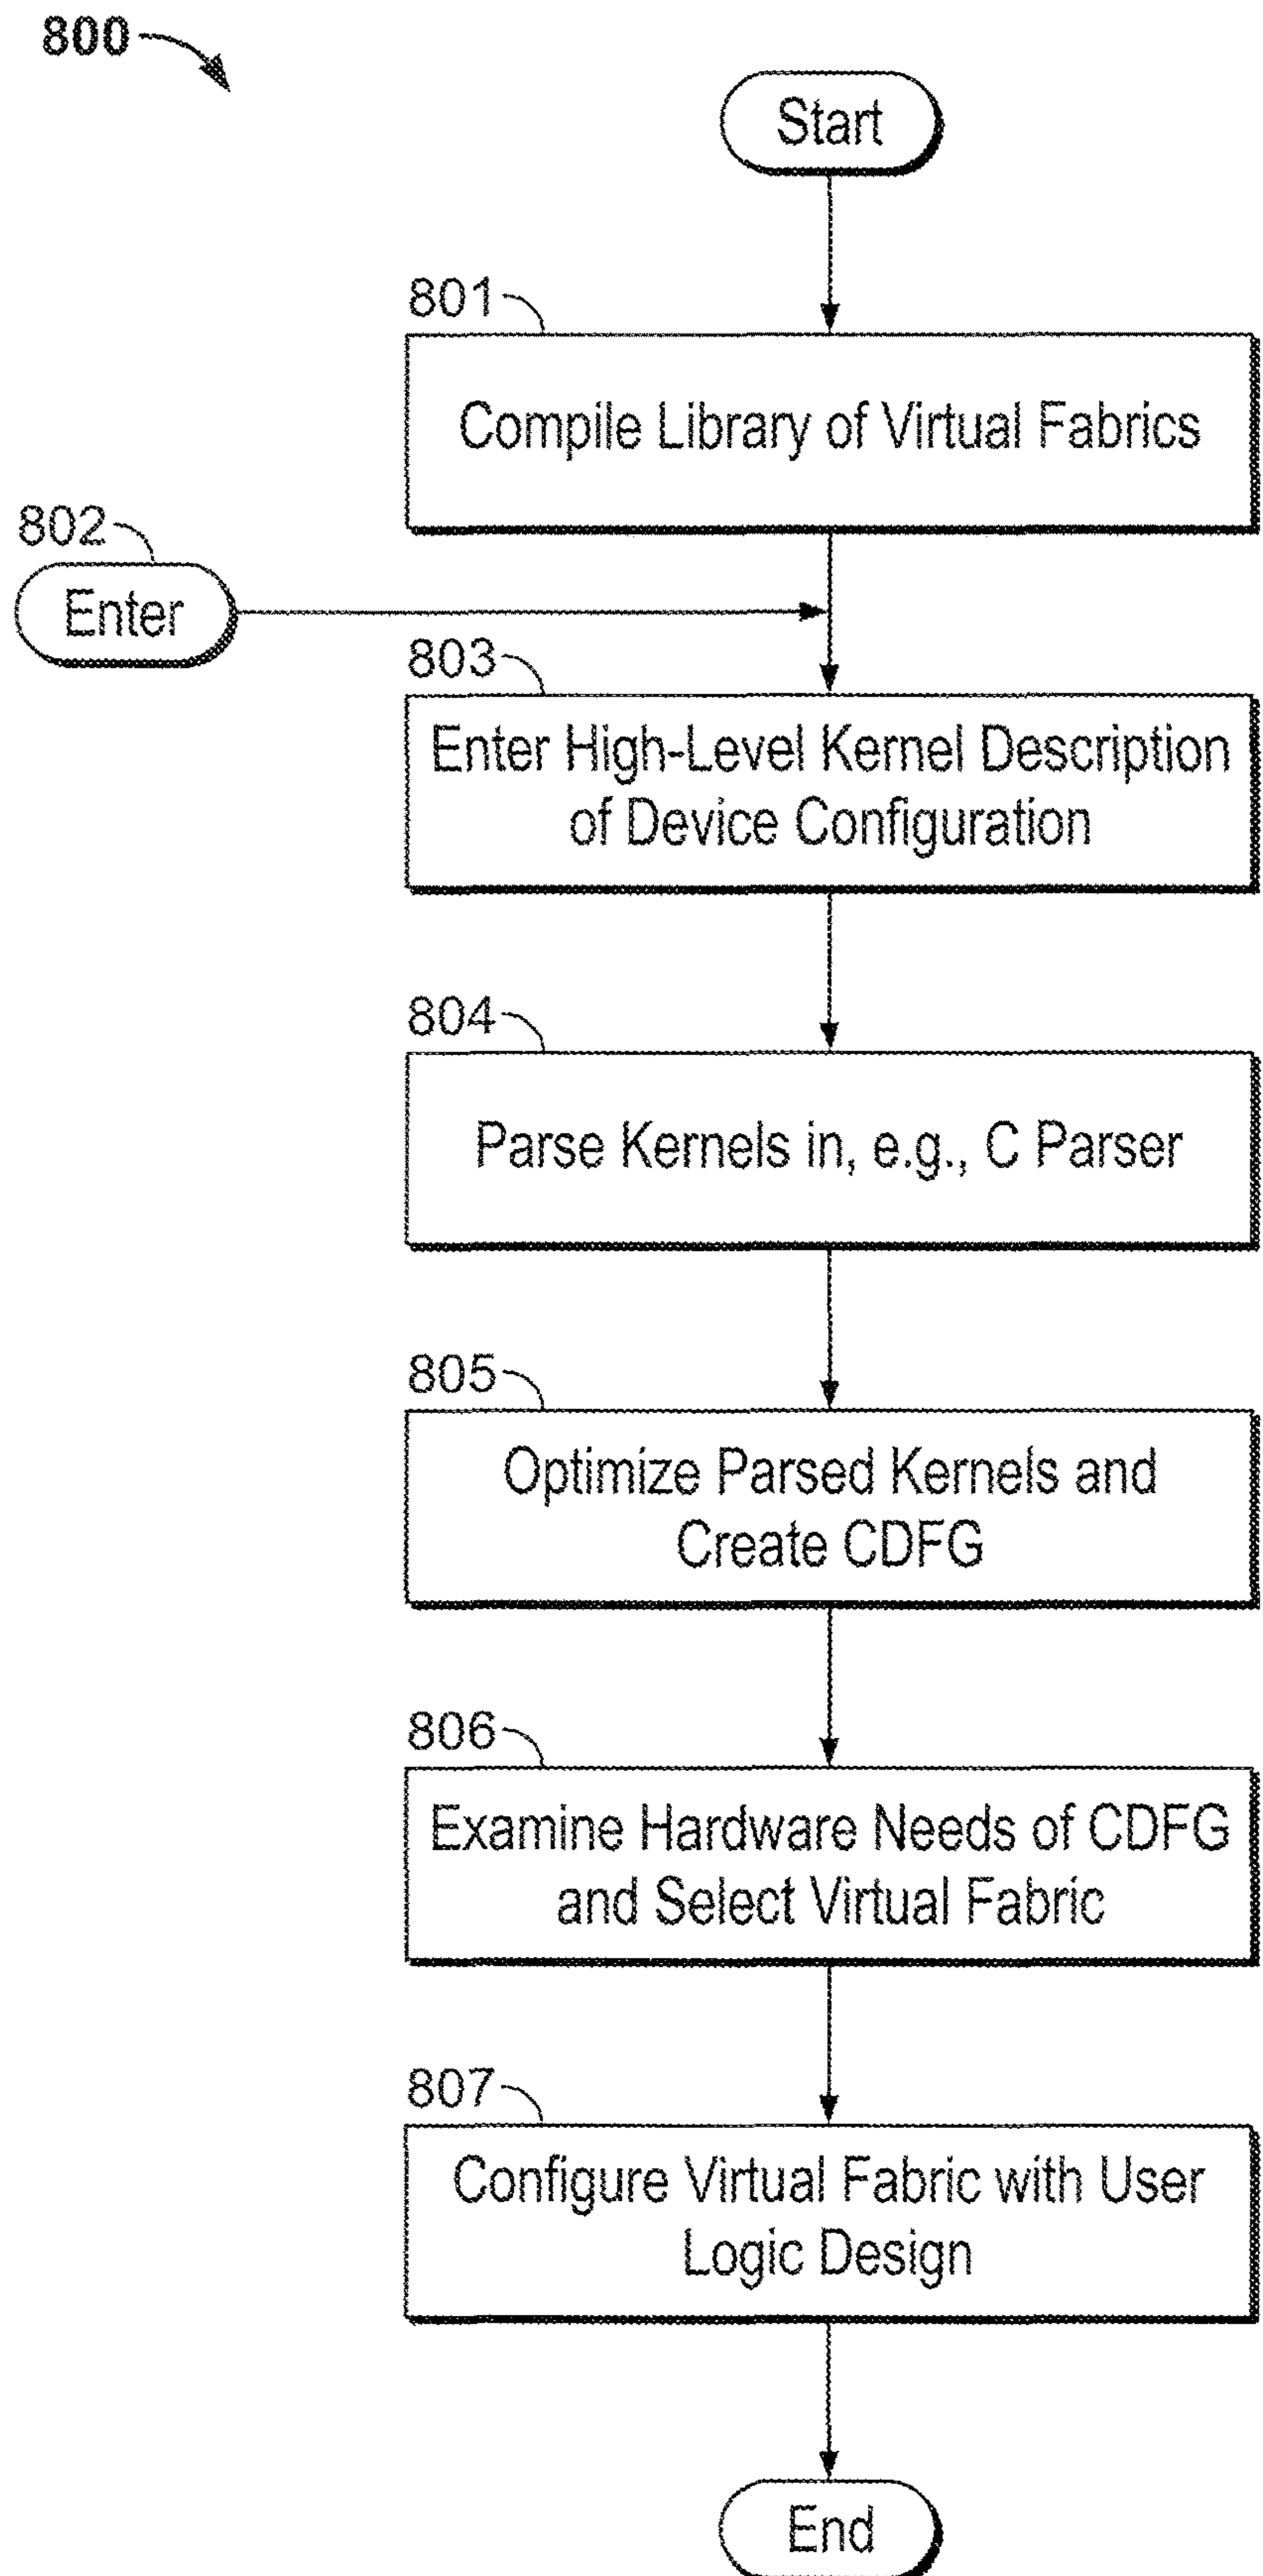 800
Start
801
Compile Library of Virtual Fabrics
802
Enter
803
Enter High-Level Kernel Description
of Device Configuration
804
Parse Kernels in, e.g., C Parser
805
Optimize Parsed Kernels and
Create CDFG
806
Examine Hardware Needs of CDFG
and Select Virtual Fabric
807
Configure Virtual Fabric with User
Logic Design
End